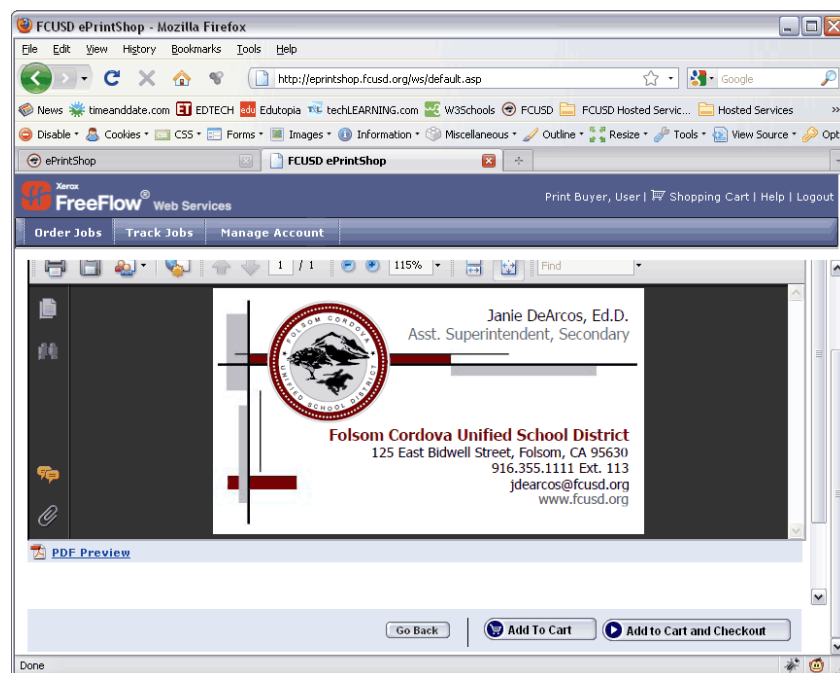 FCUSD ePrintShop - Mozilla Firefox
File Edit View History Bookmarks Tools Help
http://eprintshop.fcusd.org/ws/default.asp Google
News timeanddate.com EDTECH edu Edutopia techLEARNING.com W3Schools FCUSD FCUSD Hosted Servic... Hosted Services »
Disable Cookies CSS Forms Images Information Miscellaneous Outline Resize Tools View Source Opt
ePrintShop FCUSD ePrintShop
Xerox
FreeFlow® Web Services
Print Buyer, User | Shopping Cart | Help | Logout
Order Jobs Track Jobs Manage Account
1 / 1 115% Find
FOLSOM CORDOVA
UNIFIED SCHOOL DISTRICT
Janie DeArcos, Ed.D.
Asst. Superintendent, Secondary
Folsom Cordova Unified School District
125 East Bidwell Street, Folsom, CA 95630
916.355.1111 Ext. 113
jdearcos@fcusd.org
www.fcusd.org
PDF Preview
Go Back Add To Cart Add to Cart and Checkout
Done